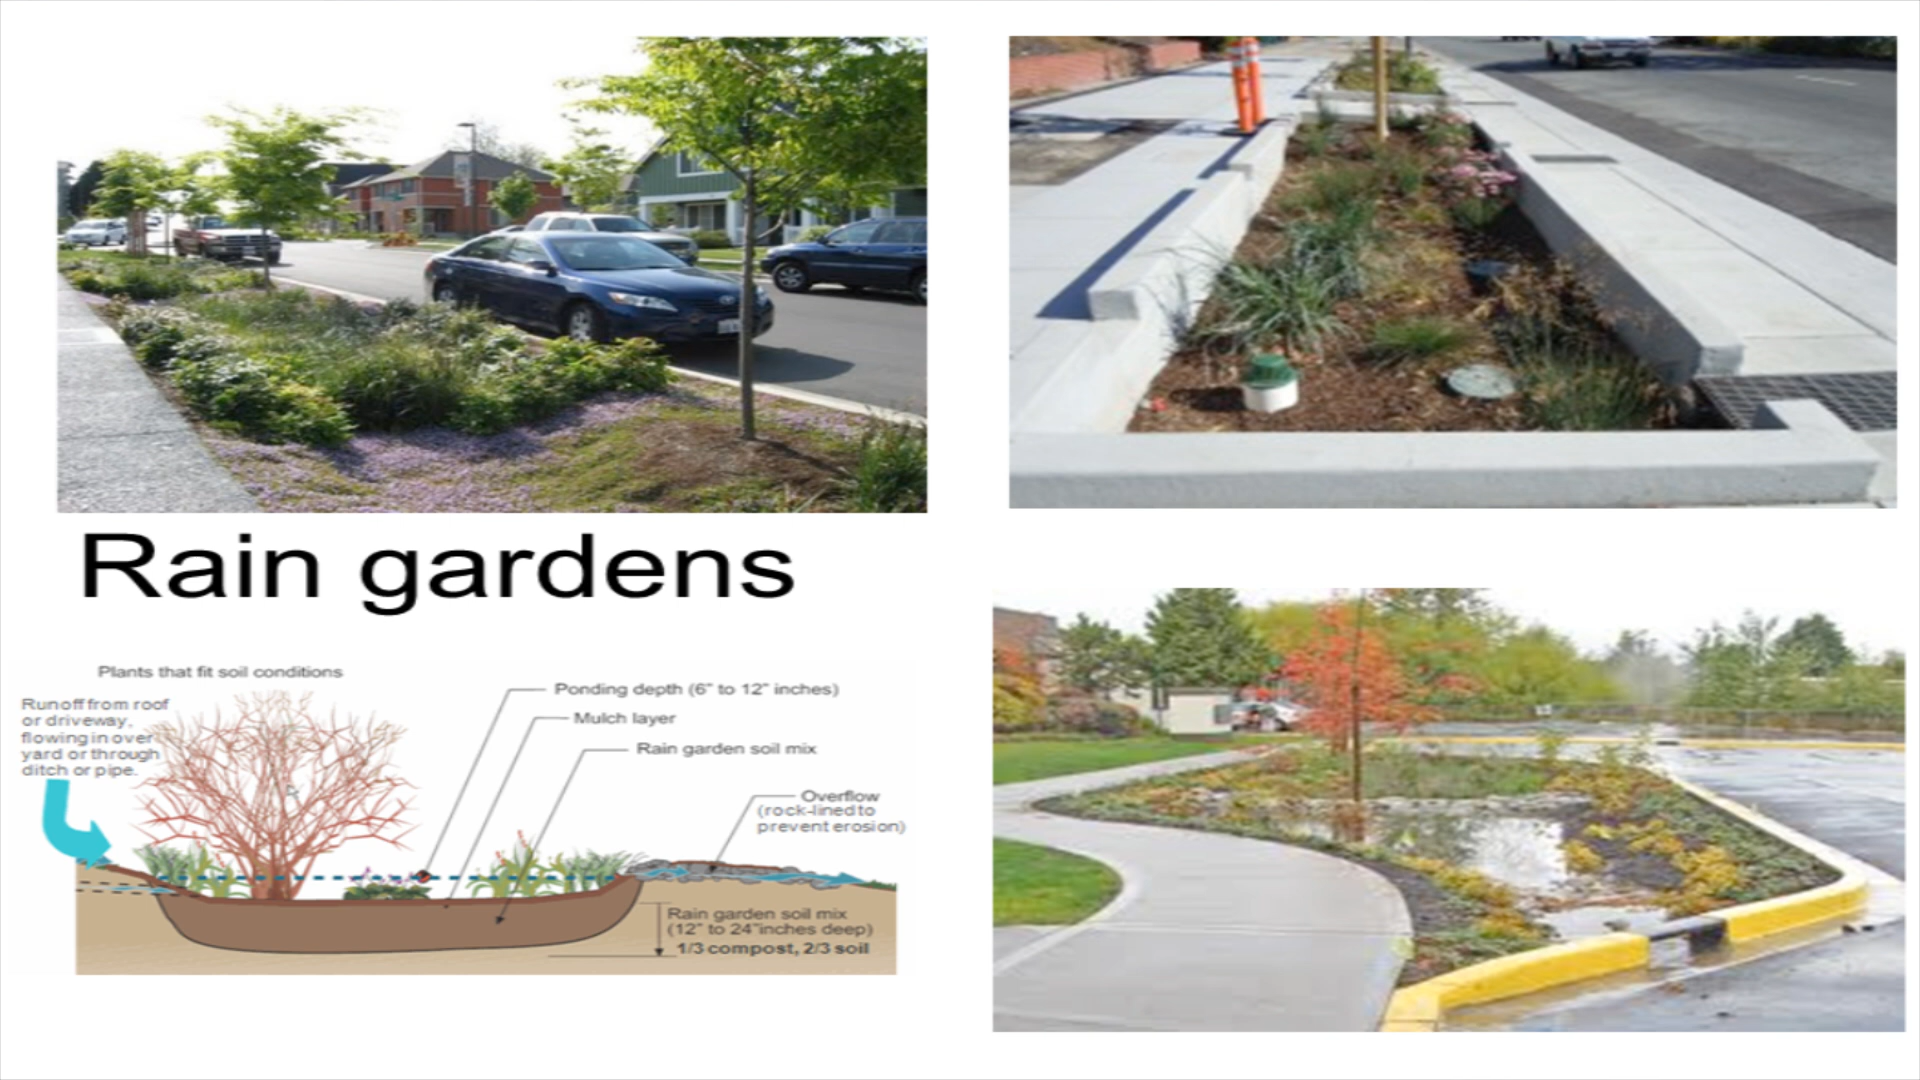 Rain gardens
Plants that fit soil conditions
Runoff from roof
or driveway,
flowing in over
yard or through
ditch or pipe.
Ponding depth (6" to 12" inches)
Mulch layer
Rain garden soil mix
Overflow
(rock-lined to
prevent erosion)
Rain garden soil mix
(12" to 24"inches deep)
1/3 compost, 2/3 soil